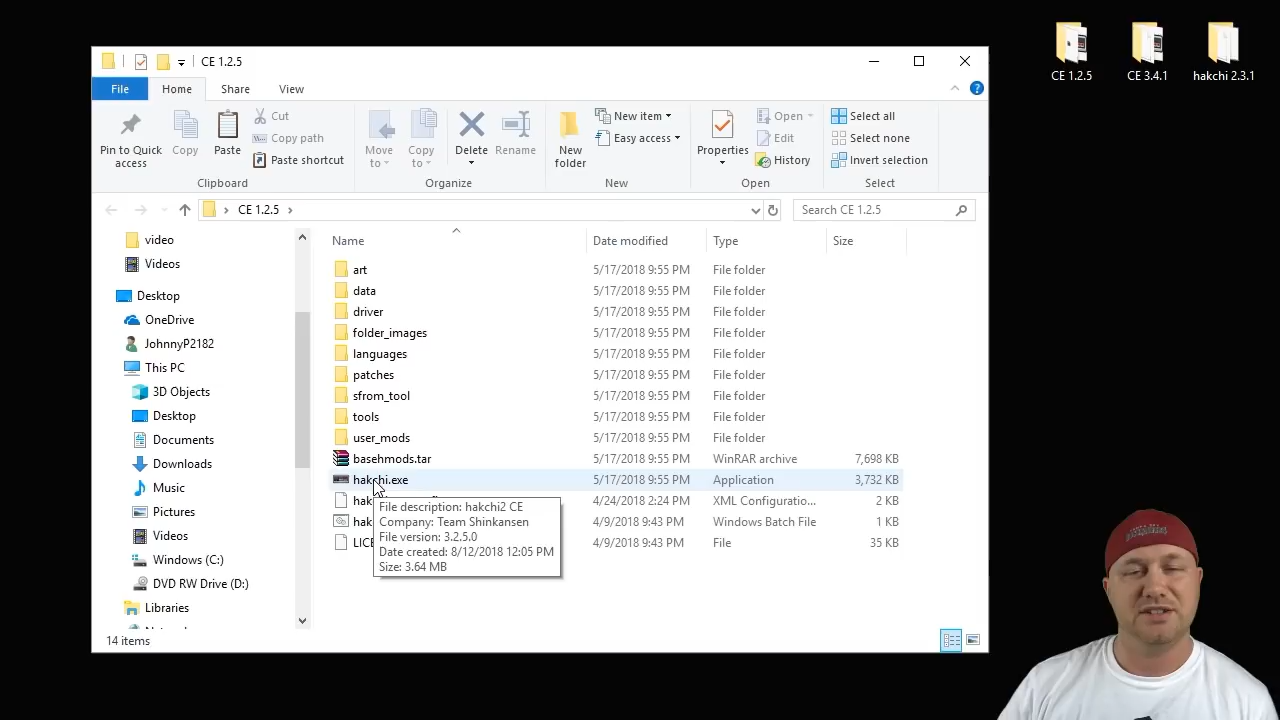 CE 1.2.5
File
Home
Share
View
Pin to Quick
access
Copy
Paste
Cut
Copy path
Paste shortcut
Clipboard
Move
to
Copy
to
Delete
Rename
Organize
New
folder
New item
Easy access
New
Properties
Open
Edit
History
Open
Select all
Select none
Invert selection
Select
CE 1.2.5
Search CE 1.2.5
video
Videos
Desktop
OneDrive
JohnnyP2182
This PC
3D Objects
Desktop
Documents
Downloads
Music
Pictures
Videos
Windows (C:)
DVD RW Drive (D:)
Libraries
Name Date modified Type Size
art 5/17/2018 9:55 PM File folder
data 5/17/2018 9:55 PM File folder
driver 5/17/2018 9:55 PM File folder
folder_images 5/17/2018 9:55 PM File folder
languages 5/17/2018 9:55 PM File folder
patches 5/17/2018 9:55 PM File folder
sfrom_tool 5/17/2018 9:55 PM File folder
tools 5/17/2018 9:55 PM File folder
user_mods 5/17/2018 9:55 PM File folder
basehmods.tar 5/17/2018 9:55 PM WinRAR archive 7,698 KB
hakchi.exe 5/17/2018 9:55 PM Application 3,732 KB
4/24/2018 2:24 PM XML Configuratio... 2 KB
4/9/2018 9:43 PM Windows Batch File 1 KB
4/9/2018 9:43 PM File 35 KB
File description: hakchi2 CE
Company: Team Shinkansen
File version: 3.2.5.0
Date created: 8/12/2018 12:05 PM
Size: 3.64 MB
14 items
CE 1.2.5
CE 3.4.1
hakchi 2.3.1